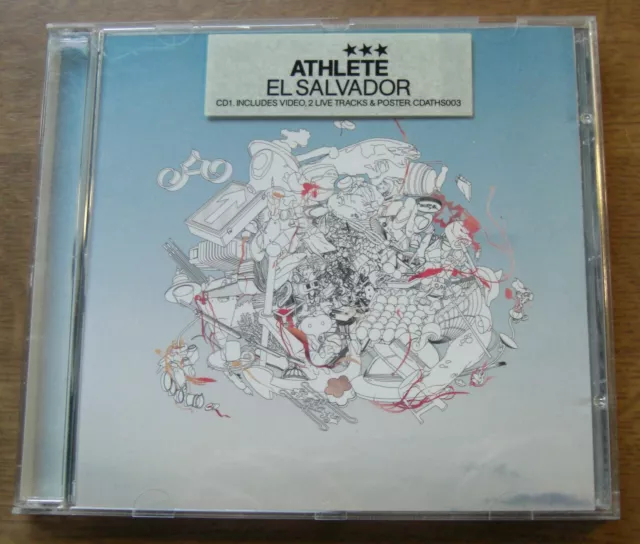 ATHLETE
EL SALVADOR
CD1. INCLUDES VIDEO, 2 LIVE TRACKS & POSTER. CDATHS003